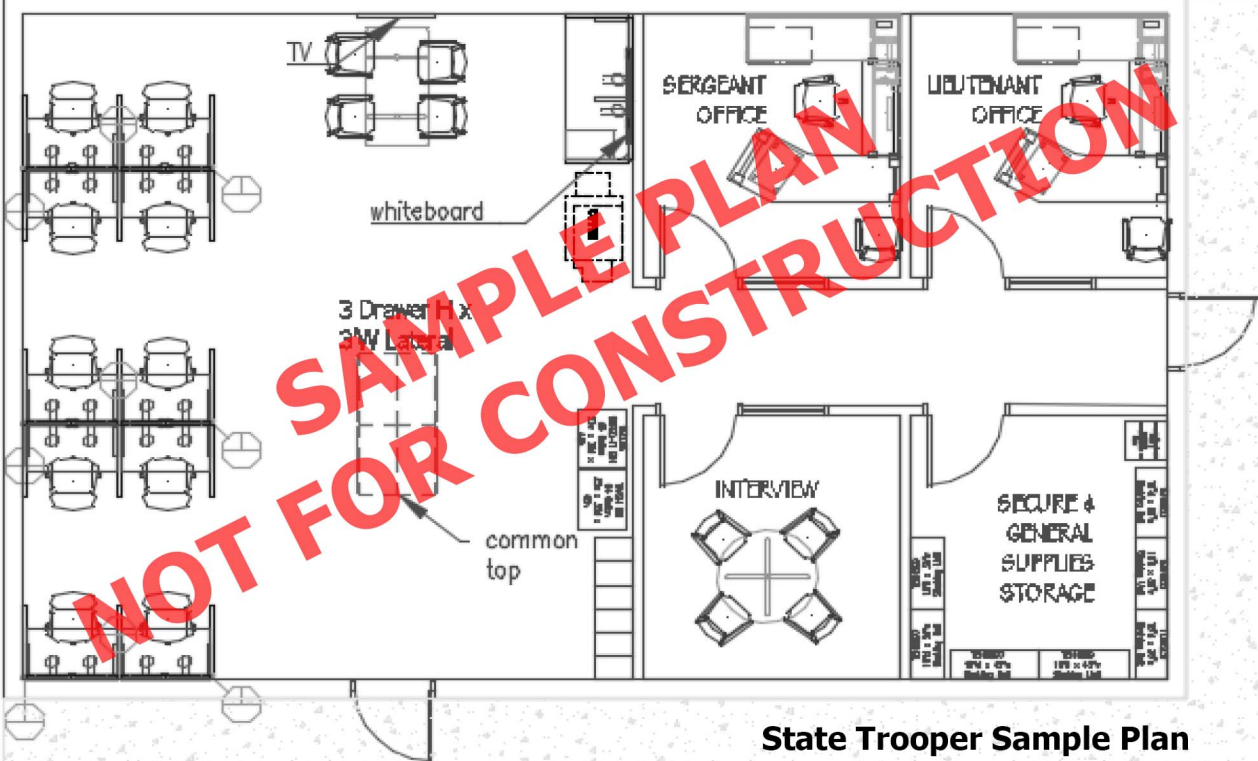 TV
SERGEANT
OFFICE
LIEUTENANT
OFFICE
whiteboard
3 Drawer H x
3 W Lateral
common
top
INTERVIEW
SECURE &
GENERAL
SUPPLIES
STORAGE
SAMPLE PLAN
NOT FOR CONSTRUCTION
State Trooper Sample Plan